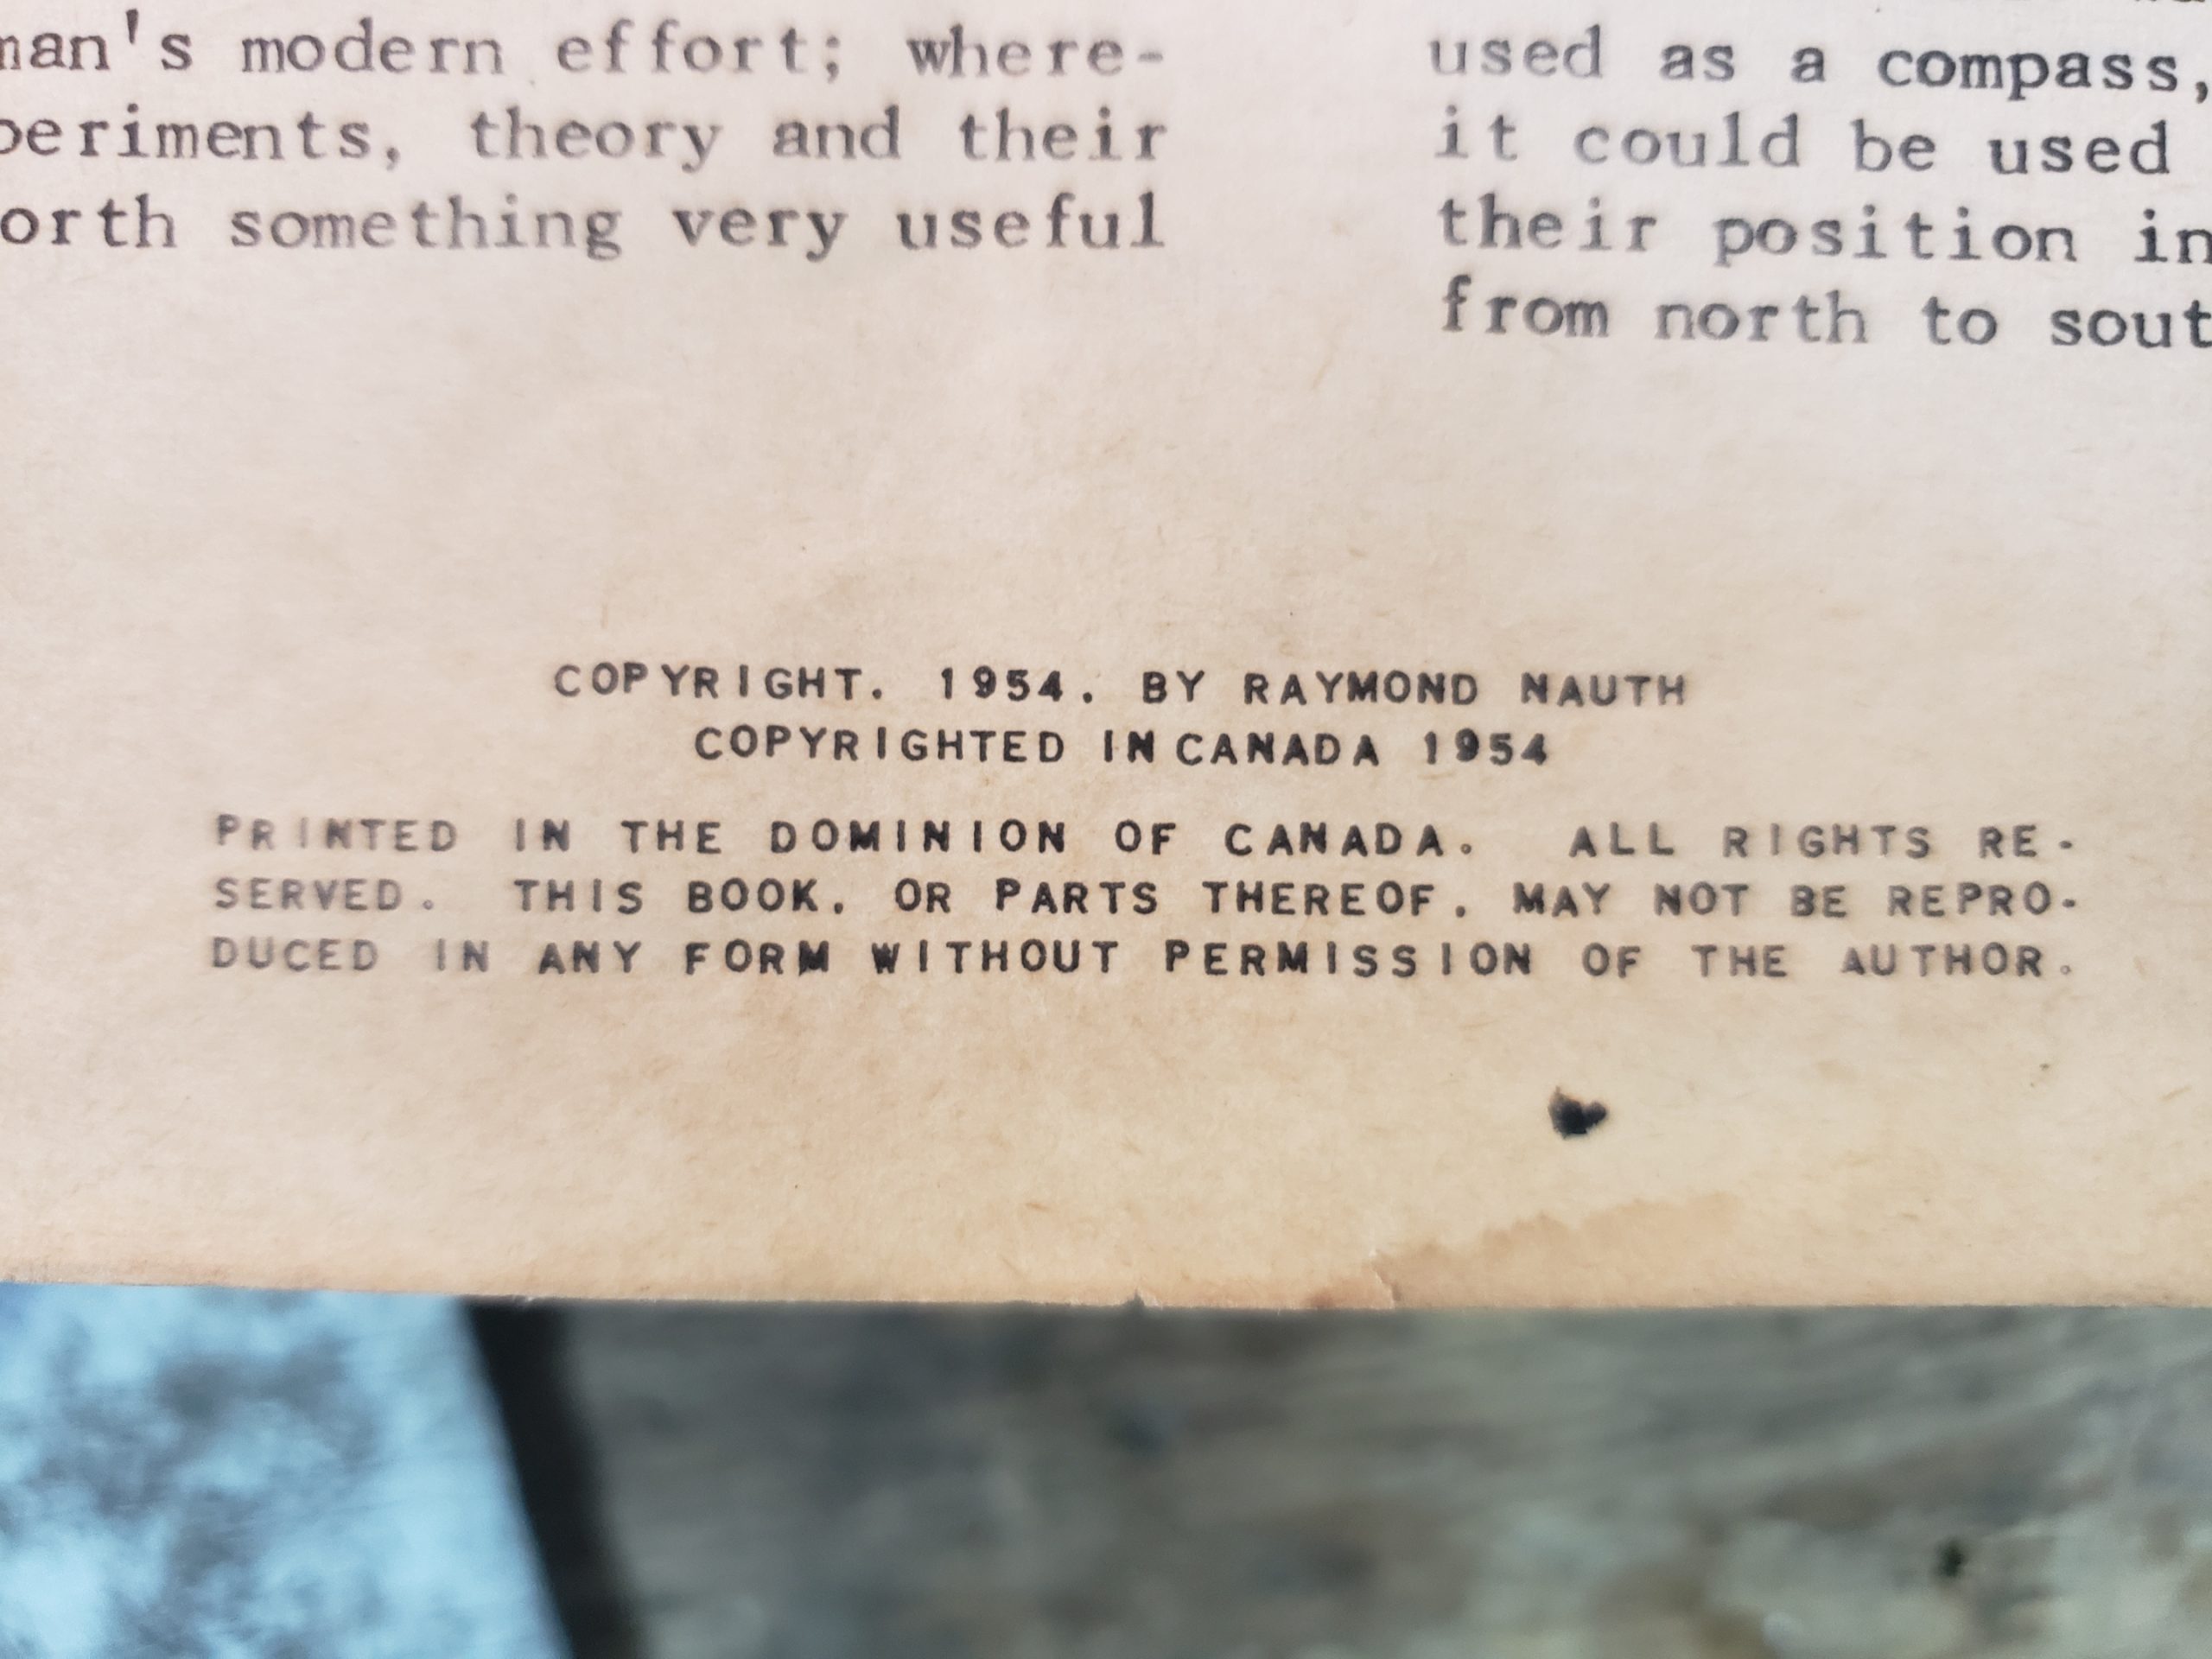 man's modern effort; where-
periments, theory and their
orth something very useful
used as a compass,
it could be used
their position in
from north to sout
COPYRIGHT. 1954. BY RAYMOND NAUTH
COPYRIGHTED IN CANADA 1954
PRINTED IN THE DOMINION OF CANADA. ALL RIGHTS RE-
SERVED. THIS BOOK. OR PARTS THEREOF. MAY NOT BE REPRO-
DUCED IN ANY FORM WITHOUT PERMISSION OF THE AUTHOR.